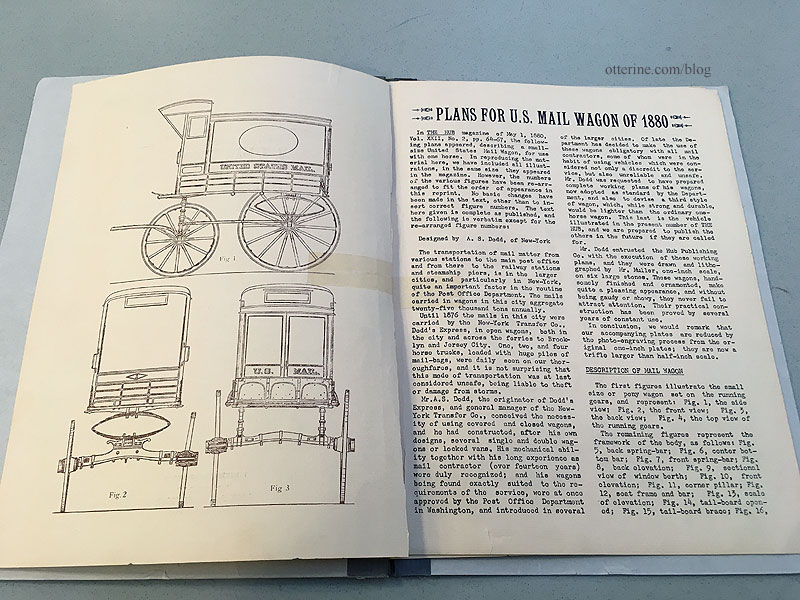 UNITED STATES MAIL.
Fig 1
U.S. MAIL.
Fig.2
Fig 3
otterine.com/blog
PLANS FOR U.S. MAIL WAGON OF 1880
In THE HUB magazine of May 1, 1880,
Vol. XXII, No. 2, pp. 64-67, the follow-
ing plans appeared, describing a small-
size United States Mail Wagon, for use
with one horse. In reproducing the mat-
erial here, we have included all illust-
rations, in the same size they appeared
in the magazine. However, the numbers
of the various figures have been re-arr-
anged to fit the order of appearance in
this reprint. No basic changes have
been made in the text, other than to in-
sert correct figure numbers. The text
here given is complete as published, and
the following is verbatim except for the
re-arranged figure numbers:
Designed by A. S. Dodd, of New-York
The transportation of mail matter from
various stations to the main post office
and from there to the railway stations
and steamship piers, is in the larger
cities, and particularly in New-York,
quite an important factor in the routine
of the Post Office Department. The mails
carried in wagons in this city aggregate
twenty-five thousand tons annually.
Until 1876 the mails in this city were
carried by the New-York Transfer Co.,
Dodd's Express, in open wagons, both in
the city and across the ferries to Brook-
lyn and Jersey City. One, two, and four
horse trucks, loaded with huge piles of
mail-bags, were daily seen on our thor-
oughfares, and it is not surprising that
this mode of transportation was at last
considered unsafe, being liable to theft
or damage from storms.
Mr.A.S. Dodd, the originator of Dodd's
Express, and general manager of the New-
York Transfer Co., conceived the necess-
ity of using covered and closed wagons,
and he had constructed, after his own
designs, several single and double wag-
ons or locked vans. His mechanical abil-
ity together with his long experience as
mail contractor (over fourteen years)
were duly recognized; and his wagons
being found exactly suited to the re-
quirements of the service, were at once
approved by the Post Office Department
in Washington, and introduced in several
of the larger cities. Of late the De-
partment has decided to make the use of
these wagons obligatory with all mail
contractors, some of whom were in the
habit of using vehicles which were con-
sidered not only a discredit to the ser-
vice, but also unreliable and unsafe.
Mr. Dodd was requested to have prepared
complete working plans of his wagons,
now adopted as standard by the Depart-
ment, and also to devise a third style
of wagon, which, while strong and durable,
would be lighter than the ordinary one-
horse wagon. This last is the vehicle
illustrated in the present number of THE
HUB, and we are prepared to publish the
others in the future if they are called
for.
Mr. Dodd entrusted the Hub Publishing
Co. with the execution of these working
plans, and they were drawn and litho-
graphed by Mr. Muller, one-inch scale,
on six large stones. These wagons, hand-
somely finished and ornamented, make
quite a pleasing appearance, and without
being gaudy or showy, they never fail to
attract attention. Their practical con-
struction has been proved by several
years of constant use.
In conclusion, we would remark that
our accompanying plates are reduced by
the photo-engraving process from the or-
iginal one-inch plates; they are now a
trifle larger than half-inch scale.
DESCRIPTION OF MAIL WAGON
The first figures illustrate the small
size or pony wagon set on the running
gears, and represent: Fig. 1, the side
view; Fig. 2, the front view; Fig. 3,
the back view; Fig. 4, the top view of
the running gears.
The remaining figures represent the
framework of the body, as follows: Fig.
5, back spring-bar; Fig. 6, center bot-
tom bar; Fig. 7, front spring-bar; Fig.
8, back elevation; Fig. 9, sectional
view of window berth; Fig. 10, front
elevation; Fig. 11, corner pillar; Fig.
12, seat frame and bar; Fig. 13, scale
of elevation; Fig. 14, tail-board open-
ed; Fig. 15, tail-board brace; Fig. 16,